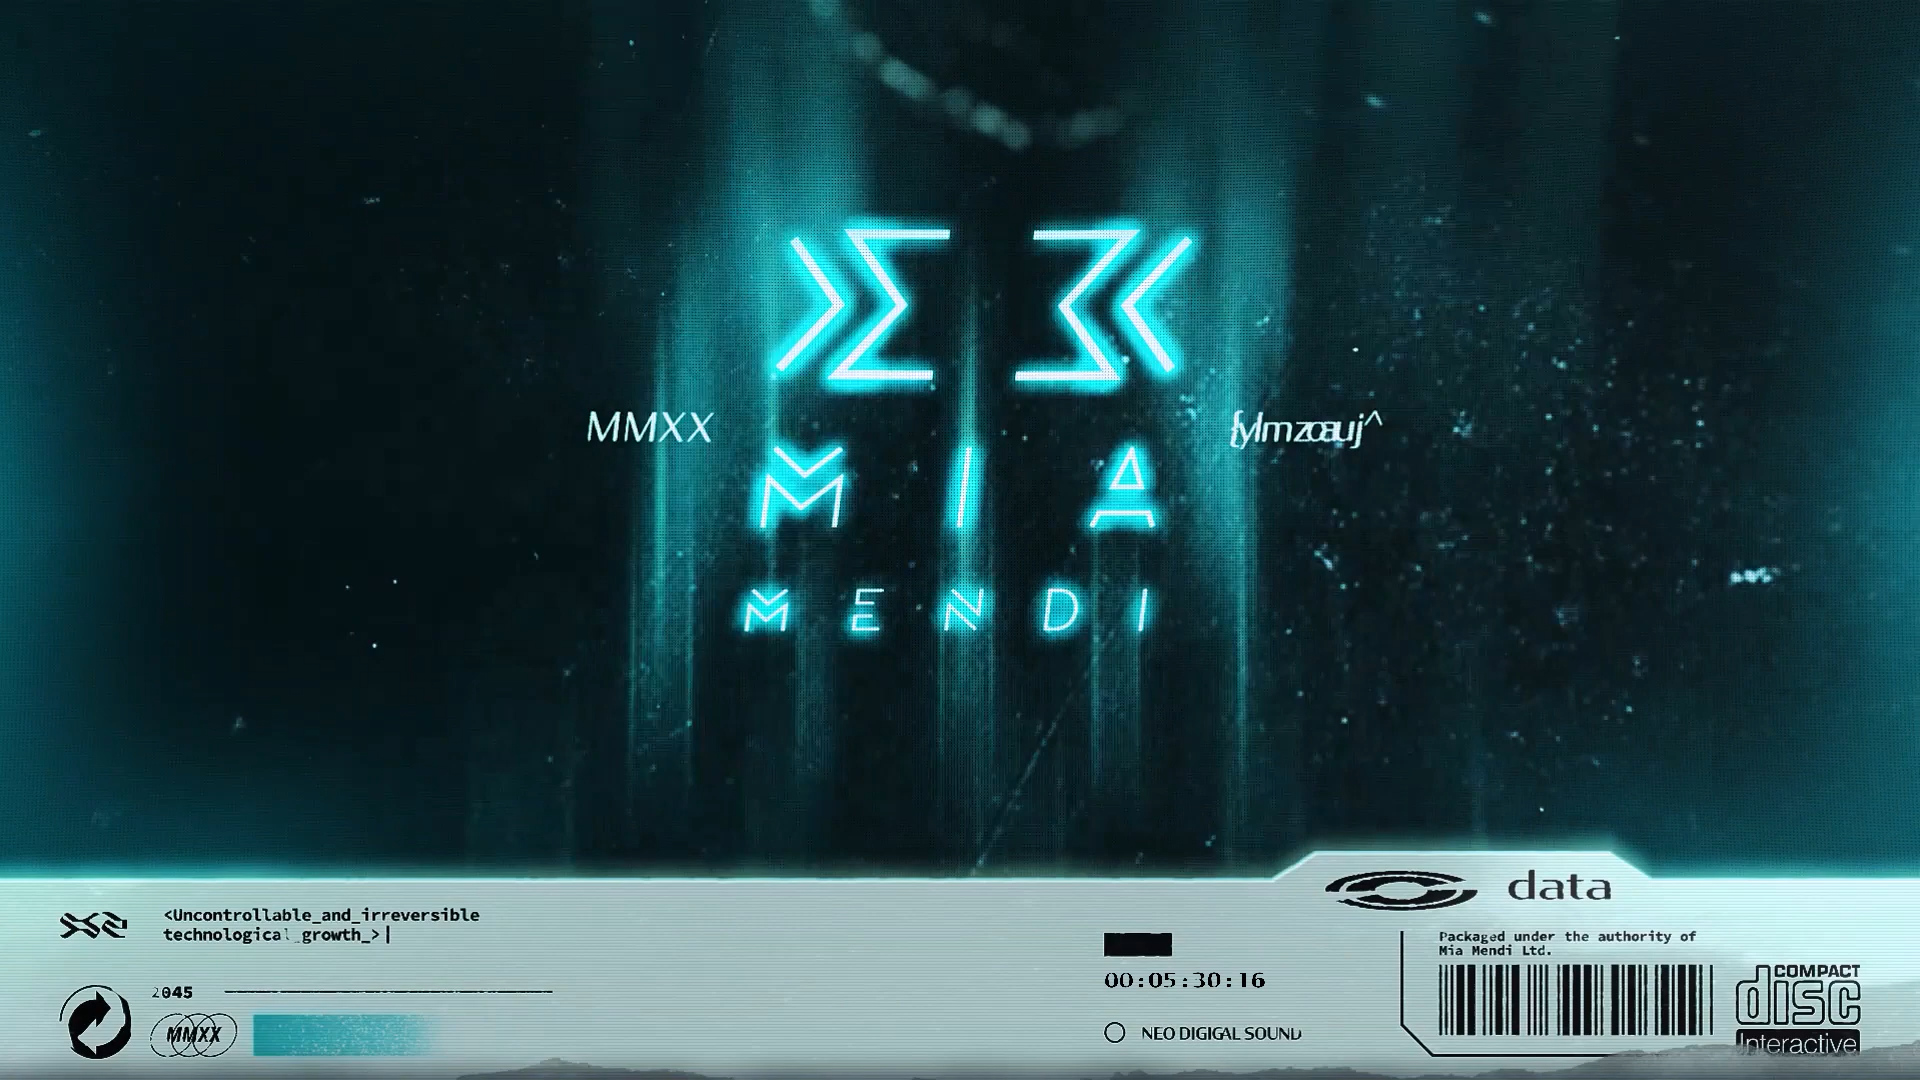 MMXX
{ylmzoauj^
MIA
MENDI
data
<Uncontrollable_and_irreversible
technological_growth_>|
Packaged under the authority of
Mia Mendi Ltd.
00:05:30:16
2045
MMXX
NEO DIGIGAL SOUND
COMPACT
disc
Interactive